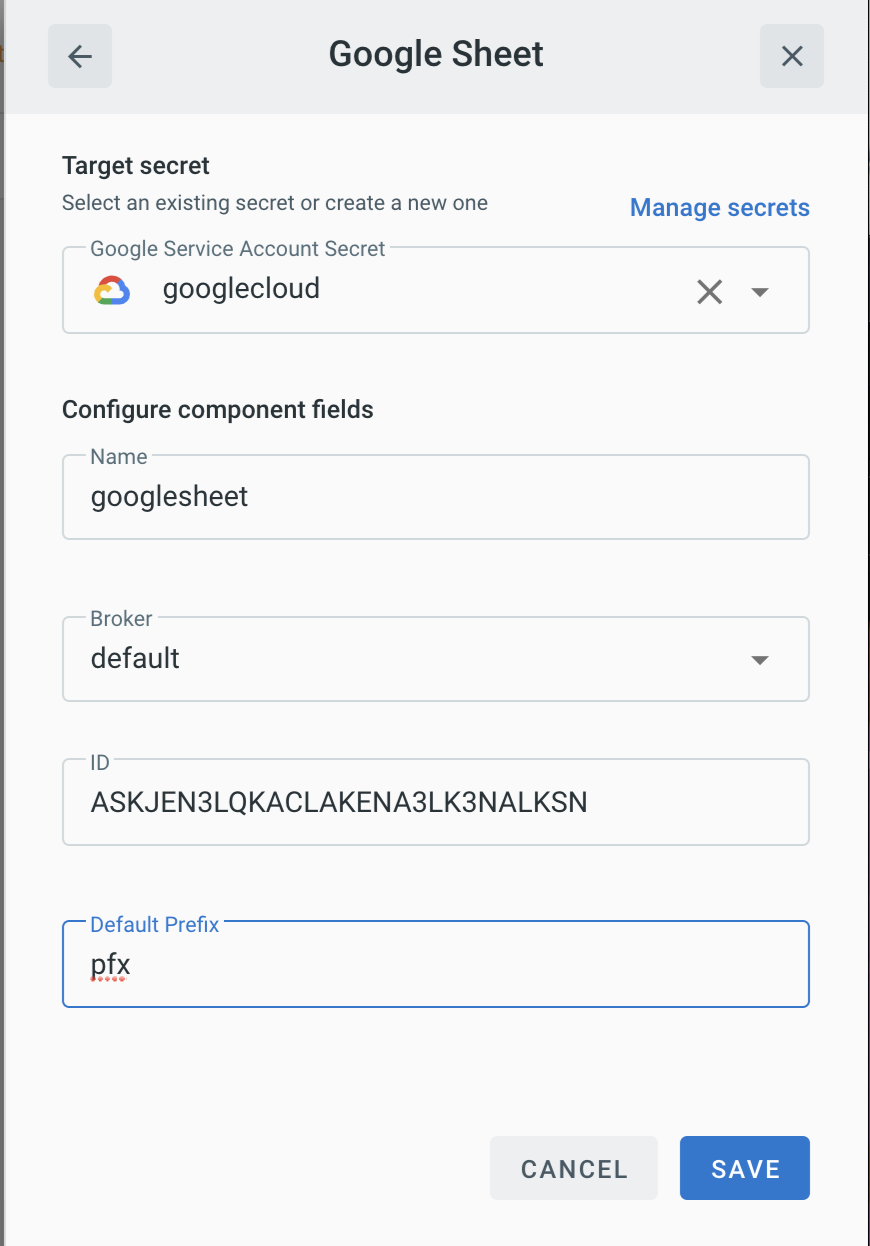 Google Sheet
Target secret
Select an existing secret or create a new one
Manage secrets
Google Service Account Secret
googlecloud
Configure component fields
Name
googlesheet
Broker
default
ID
ASKJEN3LQKACLAKENA3LK3NALKSN
Default Prefix
pfx
CANCEL
SAVE